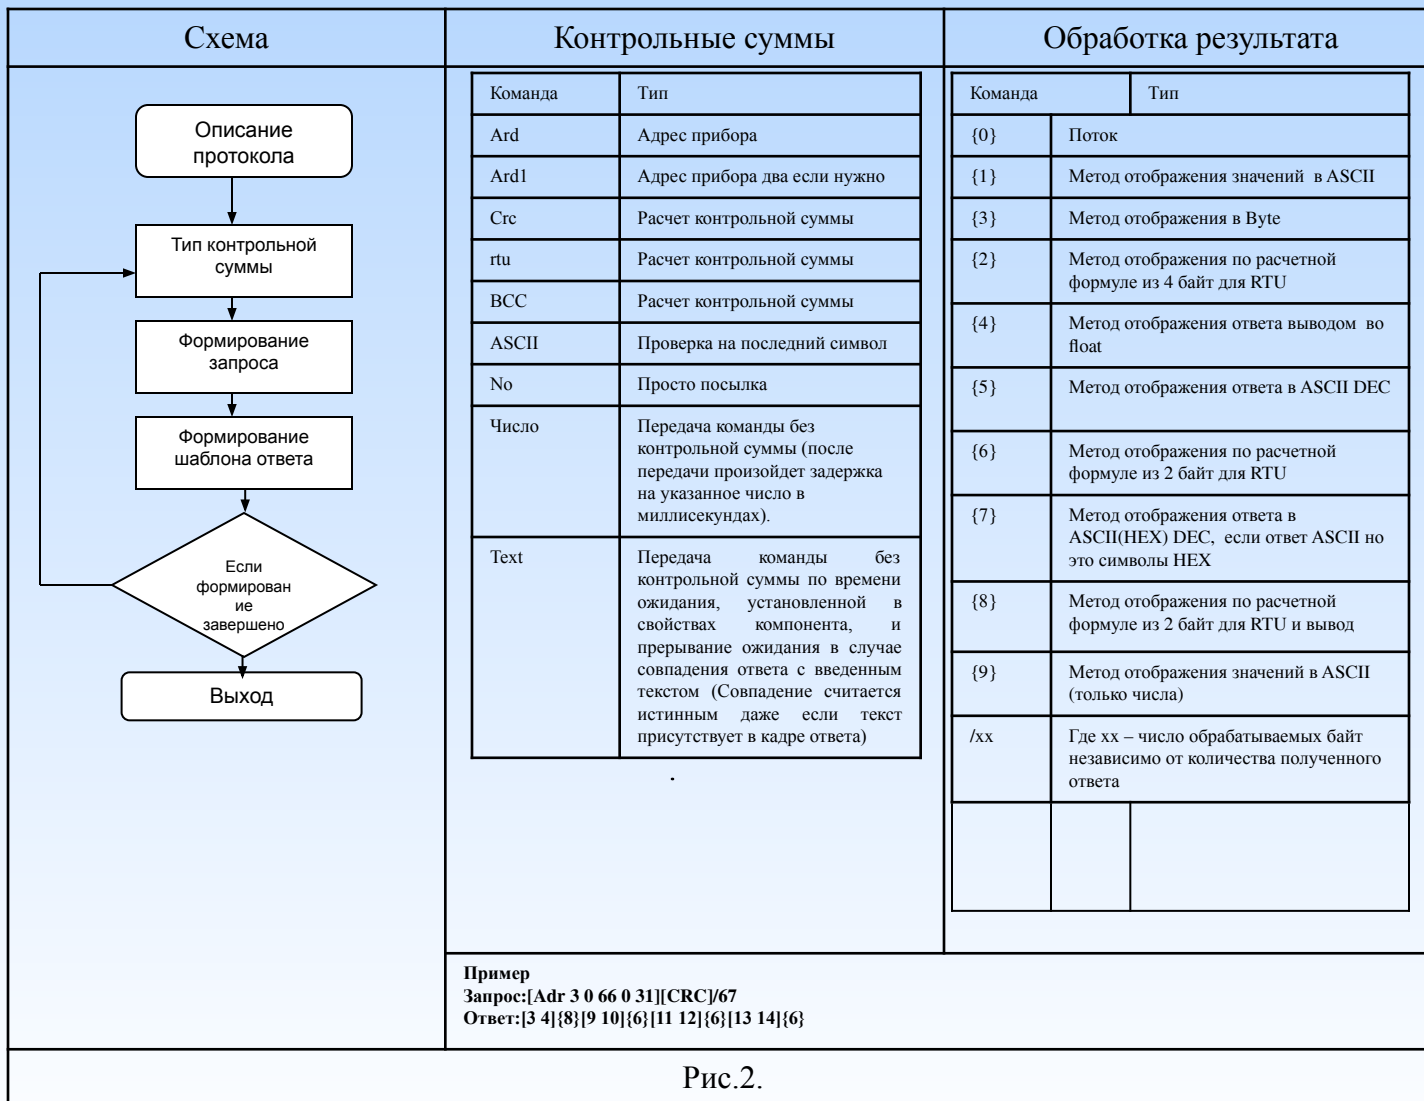 Схема
Контрольные суммы
Обработка результата
Описание
протокола
Тип контрольной
суммы
Формирование
запроса
Формирование
шаблона ответа
Если
формирован
ие
завершено
Выход
Команда Тип
Ard Адрес прибора
Ard1 Адрес прибора два если нужно
Crc Расчет контрольной суммы
rtu Расчет контрольной суммы
BCC Расчет контрольной суммы
ASCII Проверка на последний символ
No Просто посылка
Число Передача команды без
контрольной суммы (после
передачи произойдет задержка
на указанное число в
миллисекундах).
Text Передача команды без
контрольной суммы по времени
ожидания, установленной в
свойствах компонента, и
прерывание ожидания в случае
совпадения ответа с введенным
текстом (Совпадение считается
истинным даже если текст
присутствует в кадре ответа)
.
Команда Тип
{0} Поток
{1} Метод отображения значений в ASCII
{3} Метод отображения в Byte
{2} Метод отображения по расчетной
формуле из 4 байт для RTU
{4} Метод отображения ответа выводом во
float
{5} Метод отображения ответа в ASCII DEC
{6} Метод отображения по расчетной
формуле из 2 байт для RTU
{7} Метод отображения ответа в
ASCII(HEX) DEC, если ответ ASCII но
это символы HEX
{8} Метод отображения по расчетной
формуле из 2 байт для RTU и вывод
{9} Метод отображения значений в ASCII
(только числа)
/xx Где хх – число обрабатываемых байт
независимо от количества полученного
ответа
Пример
Запрос:[Adr 3 0 66 0 31][CRC]/67
Ответ:[3 4]{8}[9 10]{6}[11 12]{6}[13 14]{6}
Рис.2.